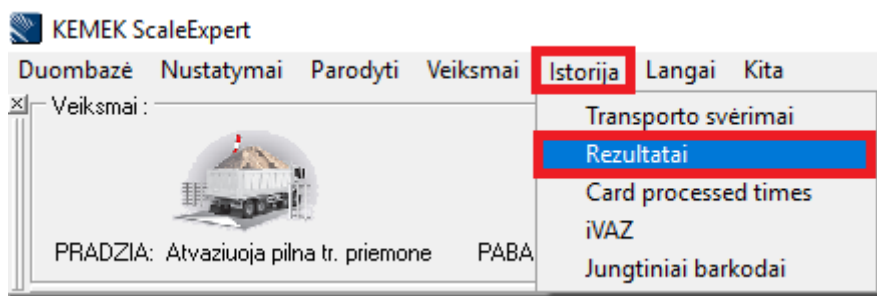 KEMEK ScaleExpert
Duombazė Nustatymai Parodyti Veiksmai Istorija Langai Kita
Veiksmai :
Transporto svėrimai
Rezultatai
Card processed times
iVAZ
Jungtiniai barkodai
PRADZIA: Atvaziuoja pilna tr. priemone PABA